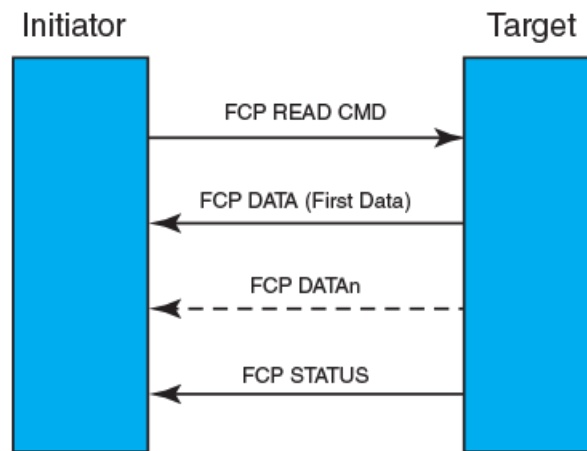 Initiator
Target
FCP READ CMD
FCP DATA (First Data)
FCP DATAn
FCP STATUS